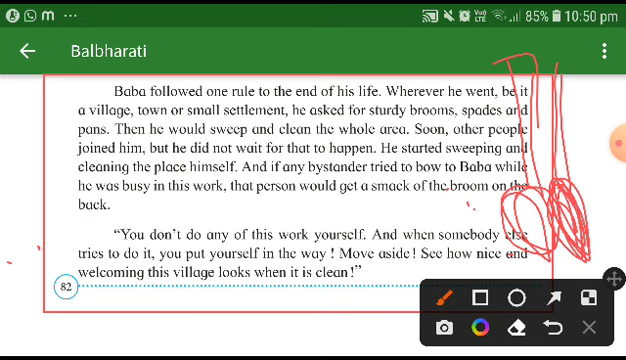 85% 10:50 pm
Balbharati
Baba followed one rule to the end of his life. Wherever he went, be it
a village, town or small settlement, he asked for sturdy brooms, spades and
pans. Then he would sweep and clean the whole area. Soon, other people
joined him, but he did not wait for that to happen. He started sweeping and
cleaning the place himself. And if any bystander tried to bow to Baba while
he was busy in this work, that person would get a smack of the broom on the
back.
“You don’t do any of this work yourself. And when somebody else
tries to do it, you put yourself in the way ! Move aside ! See how nice and
welcoming this village looks when it is clean !”
82